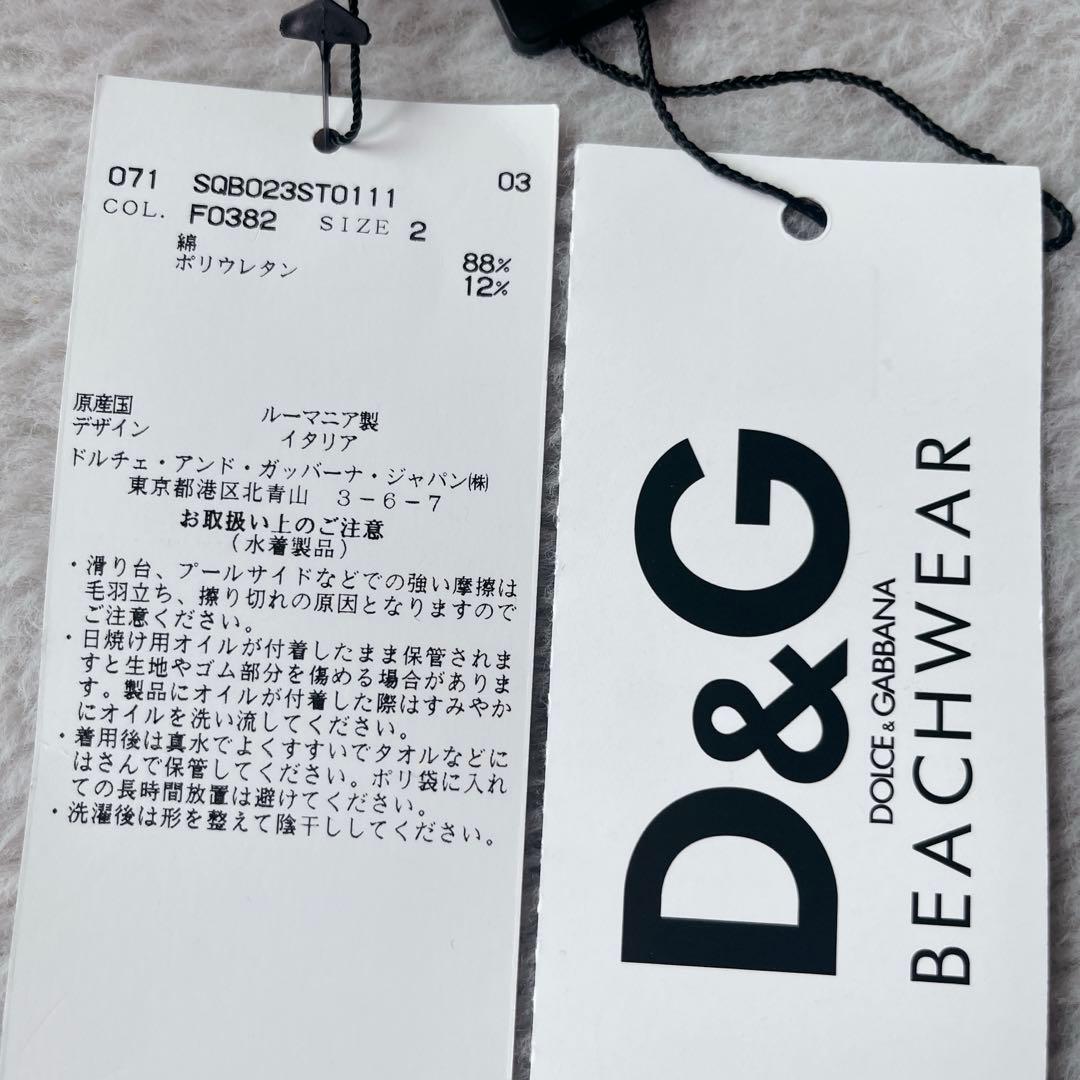 071 SQB023ST0111 03
COL. F0382 SIZE 2
綿 88%
ポリウレタン 12%
原産国 ルーマニア製
デザイン イタリア
ドルチェ・アンド・ガッバーナ・ジャパン㈱
東京都港区北青山 3-6-7
お取扱い上のご注意
(水着製品)
・滑り台、プールサイドなどでの強い摩擦は
毛羽立ち、擦り切れの原因となりますので
ご注意ください。
・日焼け用オイルが付着したまま保管されま
すと生地やゴム部分を傷める場合がありま
す。製品にオイルが付着した際はすみやか
にオイルを洗い流してください。
・着用後は真水でよくすすいでタオルなどに
はさんで保管してください。ポリ袋に入れ
ての長時間放置は避けてください。
・洗濯後は形を整えて陰干ししてください。
D&G
DOLCE & GABBANA
BEACHWEAR